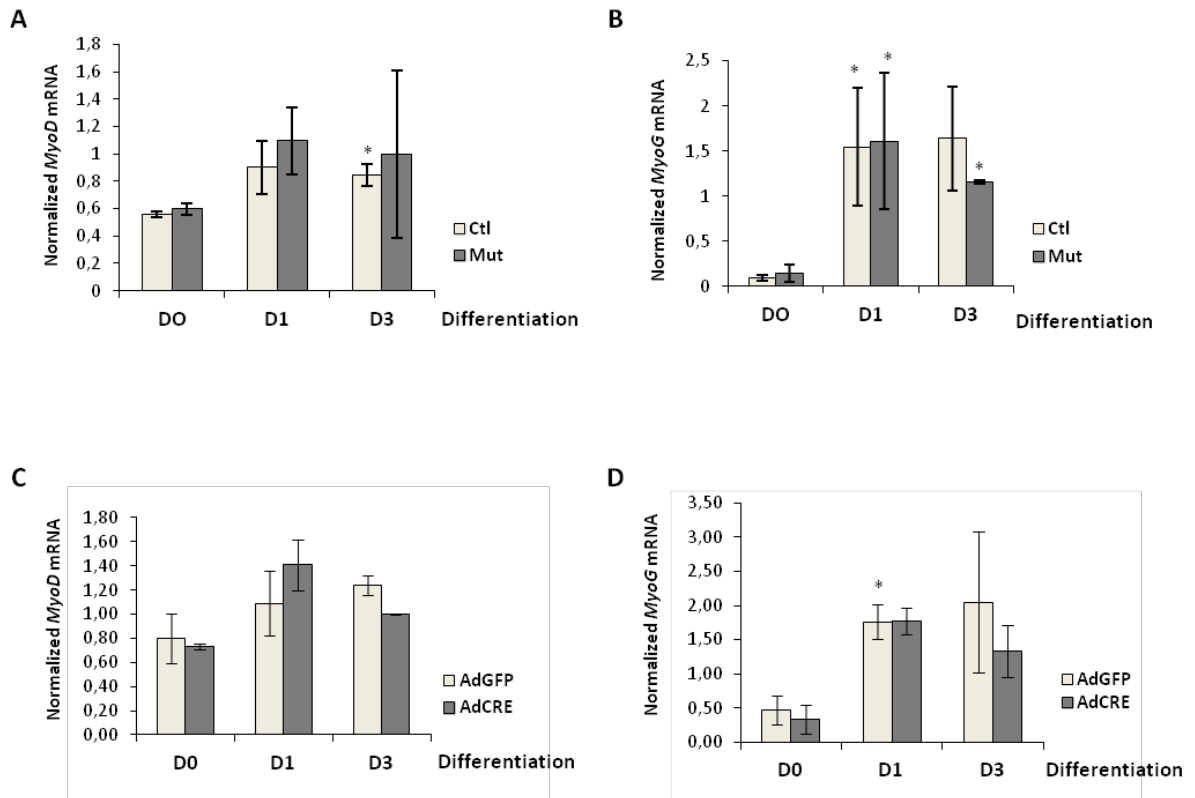 A
Normalized MyoD mRNA
1,8
1,6
1,4
1,2
1
0,8
0,6
0,4
0,2
0
*
Ctl
Mut
DO D1 D3 Differentiation
B
Normalized MyoG mRNA
2,5
2
1,5
1
0,5
0
* *
*
Ctl
Mut
DO D1 D3 Differentiation
C
Normalized MyoD mRNA
1,80
1,60
1,40
1,20
1,00
0,80
0,60
0,40
0,20
0,00
AdGFP
AdCRE
D0 D1 D3 Differentiation
D
Normalized MyoG mRNA
3,50
3,00
2,50
2,00
1,50
1,00
0,50
0,00
*
AdGFP
AdCRE
D0 D1 D3 Differentiation